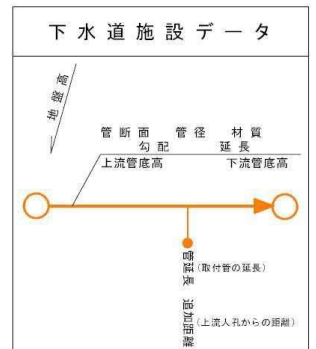 下水道施設データ
地盤高
管断面 管径 材質
勾配 延長
上流管底高 下流管底高
管延長 (取付管の延長)
追加距離 (上流人孔からの距離)